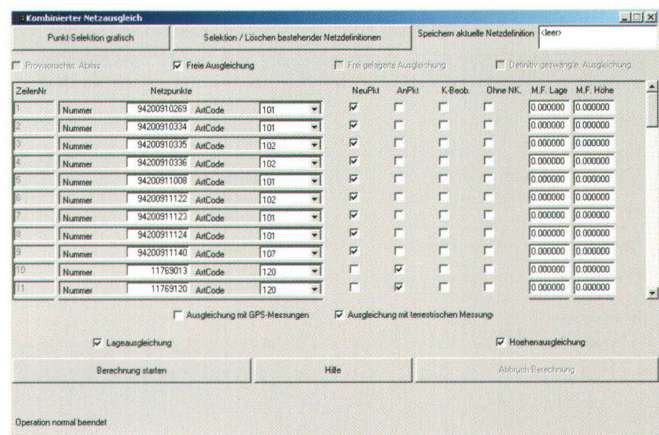 Kombinierter Netzausgleich
Punkt-Selektion grafisch Selektion / Löschen bestehender Netzdefinitionen Speichern aktuelle Netzdefinition <leer>
Provisorischer Abriss Freie Ausgleichung Frei gelagerte Ausgleichung Definitiv gezwängte Ausgleichung
ZeilenNr Netzpunkte NeuPkt AnPkt K-Beob. Ohne NK. M.F. Lage M.F. Höhe
1 Nummer 94200910269 ArtCode 101 0.000000 0.000000
2 Nummer 94200910334 ArtCode 101 0.000000 0.000000
3 Nummer 94200910335 ArtCode 102 0.000000 0.000000
4 Nummer 94200910336 ArtCode 102 0.000000 0.000000
5 Nummer 94200911008 ArtCode 101 0.000000 0.000000
6 Nummer 94200911122 ArtCode 102 0.000000 0.000000
7 Nummer 94200911123 ArtCode 101 0.000000 0.000000
8 Nummer 94200911124 ArtCode 101 0.000000 0.000000
9 Nummer 94200911140 ArtCode 107 0.000000 0.000000
10 Nummer 11769013 ArtCode 120 0.000000 0.000000
11 Nummer 11769120 ArtCode 120 0.000000 0.000000
Ausgleichung mit GPS-Messungen Ausgleichung mit terrestrischen Messung
Lageausgleichung Hoehenausgleichung
Berechnung starten Hilfe Abbruch Berechnung
Operation normal beendet